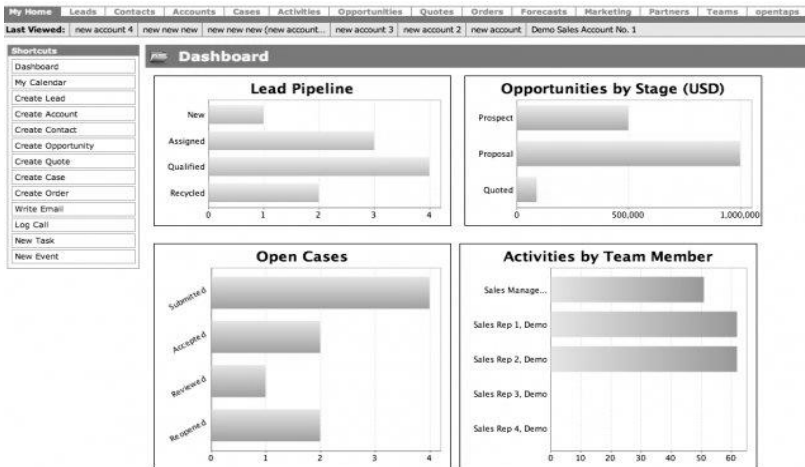 My Home Leads Contacts Accounts Cases Activities Opportunities Quotes Orders Forecasts Marketing Partners Teams opentaps
Last Viewed: new account 4 new new new new new new (new account... new account 3 new account 2 new account Demo Sales Account No. 1
Shortcuts
Dashboard
My Calendar
Create Lead
Create Account
Create Contact
Create Opportunity
Create Quote
Create Case
Create Order
Write Email
Log Call
New Task
New Event
Dashboard
Lead Pipeline
New
Assigned
Qualified
Recycled
0 1 2 3 4
Opportunities by Stage (USD)
Prospect
Proposal
Quoted
0 500,000 1,000,000
Open Cases
Submitted
Accepted
Reviewed
Reopened
0 1 2 3 4
Activities by Team Member
Sales Manage...
Sales Rep 1, Demo
Sales Rep 2, Demo
Sales Rep 3, Demo
Sales Rep 4, Demo
0 10 20 30 40 50 60